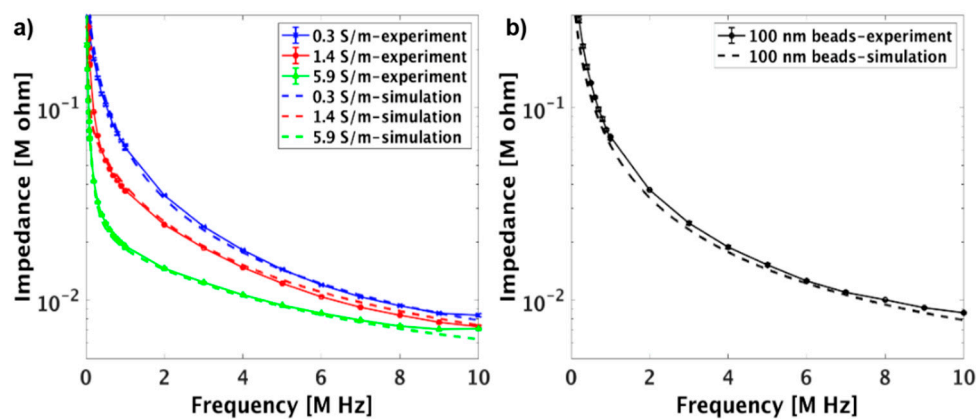 a)
0.3 S/m-experiment
1.4 S/m-experiment
5.9 S/m-experiment
0.3 S/m-simulation
1.4 S/m-simulation
5.9 S/m-simulation
Impedance [M ohm]
10^-1
10^-2
0 2 4 6 8 10
Frequency [M Hz]
b)
100 nm beads-experiment
100 nm beads-simulation
Impedance [M ohm]
10^-1
10^-2
0 2 4 6 8 10
Frequency [M Hz]